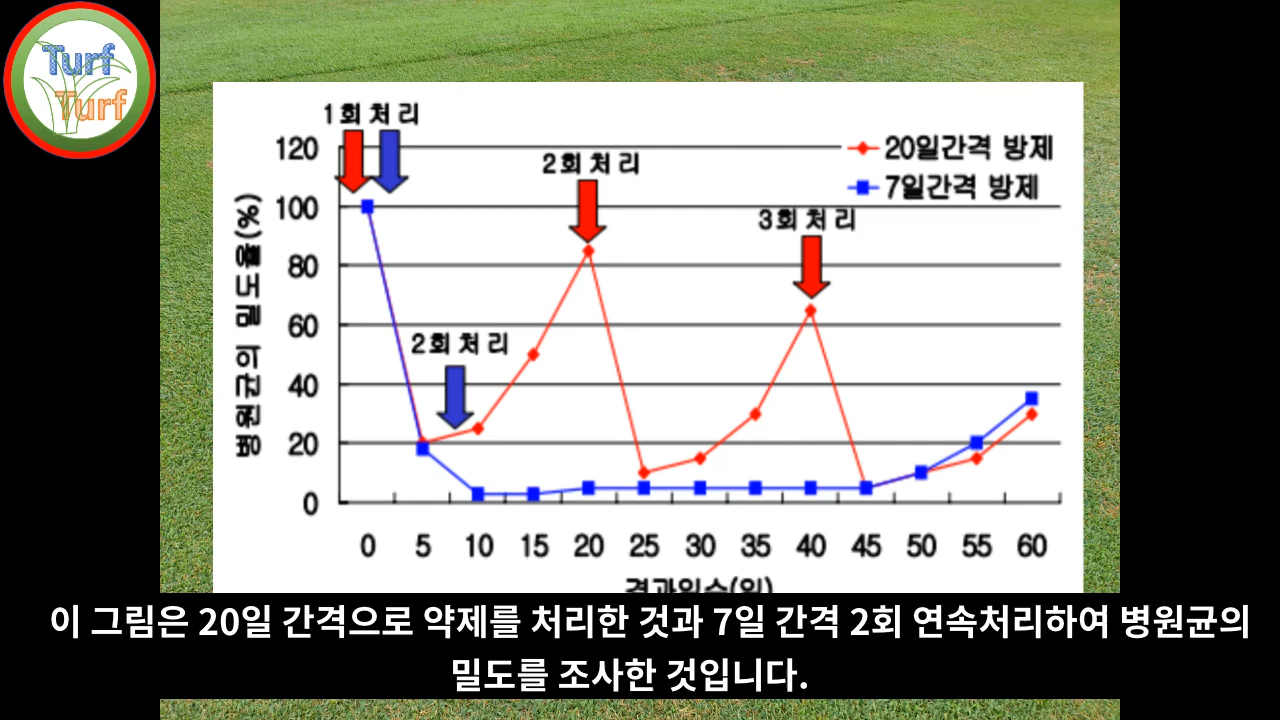 Turf
Turf
1회 처리
120
2회 처리
20일간격 방제
7일간격 방제
100
3회 처리
80
60
2회 처리
40
20
0
병원균의 밀도율(%)
0 5 10 15 20 25 30 35 40 45 50 55 60
경과일수(일)
이 그림은 20일 간격으로 약제를 처리한 것과 7일 간격 2회 연속처리하여 병원균의
밀도를 조사한 것입니다.